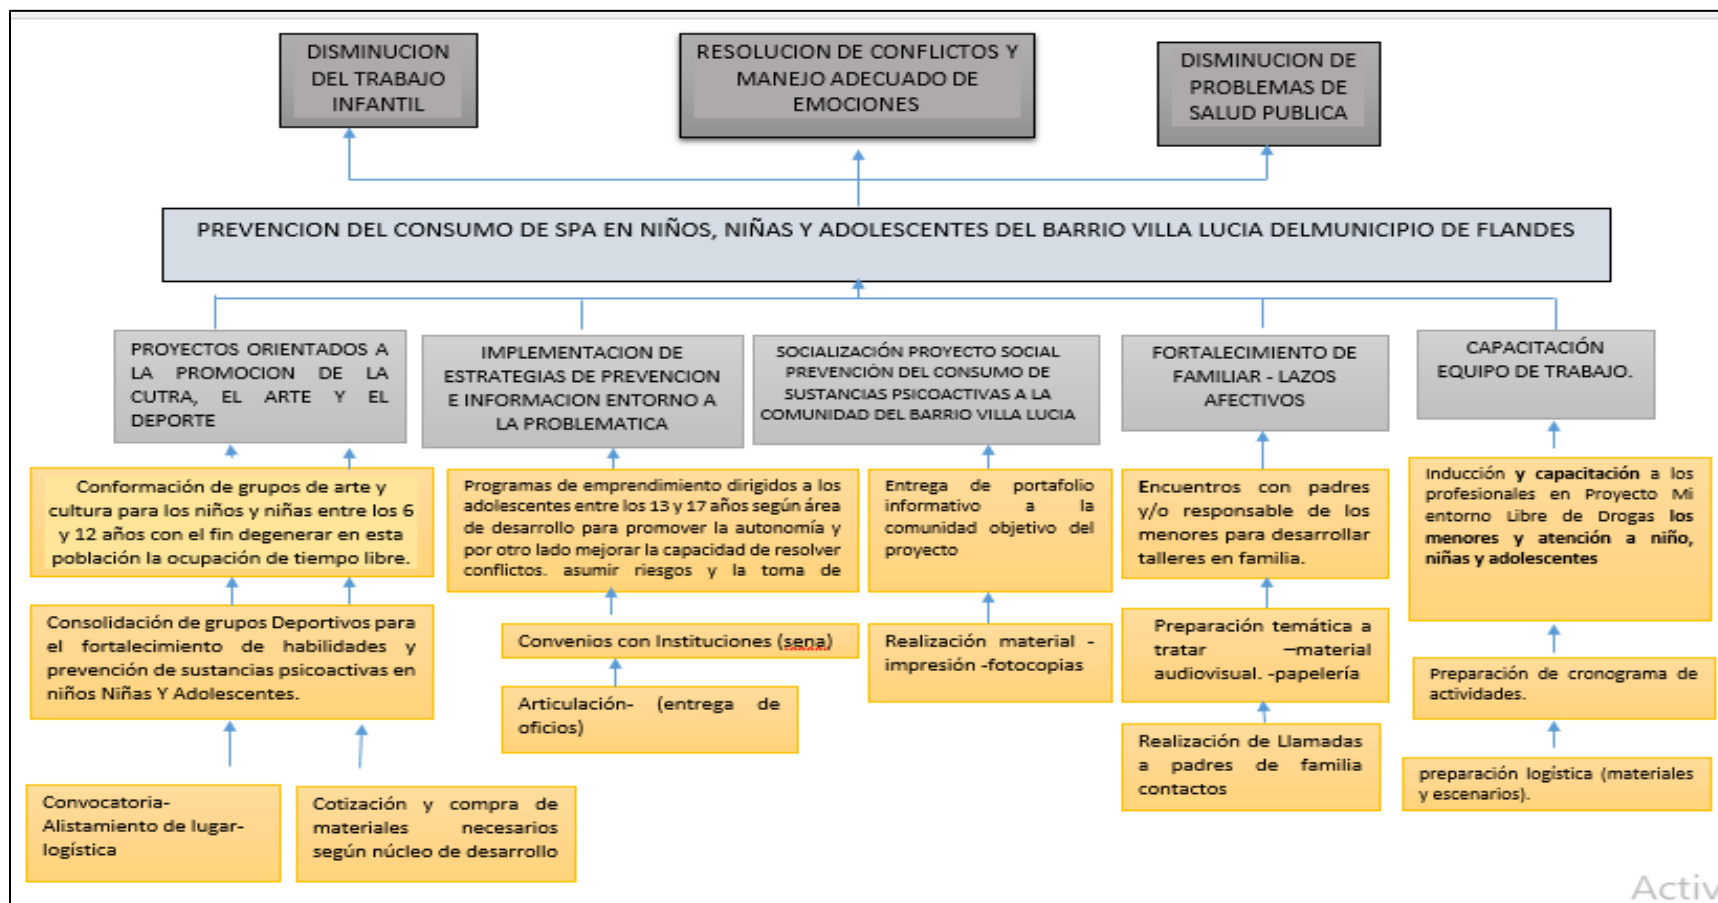 DISMINUCION
DEL TRABAJO
INFANTIL
RESOLUCION DE CONFLICTOS Y
MANEJO ADECUADO DE
EMOCIONES
DISMINUCION DE
PROBLEMAS DE
SALUD PUBLICA
PREVENCION DEL CONSUMO DE SPA EN NIÑOS, NIÑAS Y ADOLESCENTES DEL BARRIO VILLA LUCIA DELMUNICIPIO DE FLANDES
PROYECTOS ORIENTADOS A
LA PROMOCION DE LA
CUTRA, EL ARTE Y EL
DEPORTE
IMPLEMENTACION DE
ESTRATEGIAS DE PREVENCION
E INFORMACION ENTORNO A
LA PROBLEMATICA
SOCIALIZACIÓN PROYECTO SOCIAL
PREVENCIÓN DEL CONSUMO DE
SUSTANCIAS PSICOACTIVAS A LA
COMUNIDAD DEL BARRIO VILLA LUCIA
FORTALECIMIENTO DE
FAMILIAR - LAZOS
AFECTIVOS
CAPACITACIÓN
EQUIPO DE TRABAJO.
Conformación de grupos de arte y
cultura para los niños y niñas entre los 6
y 12 años con el fin degenerar en esta
población la ocupación de tiempo libre.
Programas de emprendimiento dirigidos a los
adolescentes entre los 13 y 17 años según área
de desarrollo para promover la autonomía y
por otro lado mejorar la capacidad de resolver
conflictos. asumir riesgos y la toma de
Entrega de portafolio
informativo a la
comunidad objetivo del
proyecto
Encuentros con padres
y/o responsable de los
menores para desarrollar
talleres en familia.
Inducción y capacitación a los
profesionales en Proyecto Mi
entorno Libre de Drogas los
menores y atención a niño,
niñas y adolescentes
Consolidación de grupos Deportivos para
el fortalecimiento de habilidades y
prevención de sustancias psicoactivas en
niños Niñas Y Adolescentes.
Convenios con Instituciones (sena)
Realización material -
impresión -fotocopias
Preparación temática a
tratar –material
audiovisual. -papelería
Preparación de cronograma de
actividades.
Articulación- (entrega de
oficios)
Realización de Llamadas
a padres de familia
contactos
preparación logística (materiales
y escenarios).
Convocatoria-
Alistamiento de lugar-
logística
Cotización y compra de
materiales necesarios
según núcleo de desarrollo
Activ